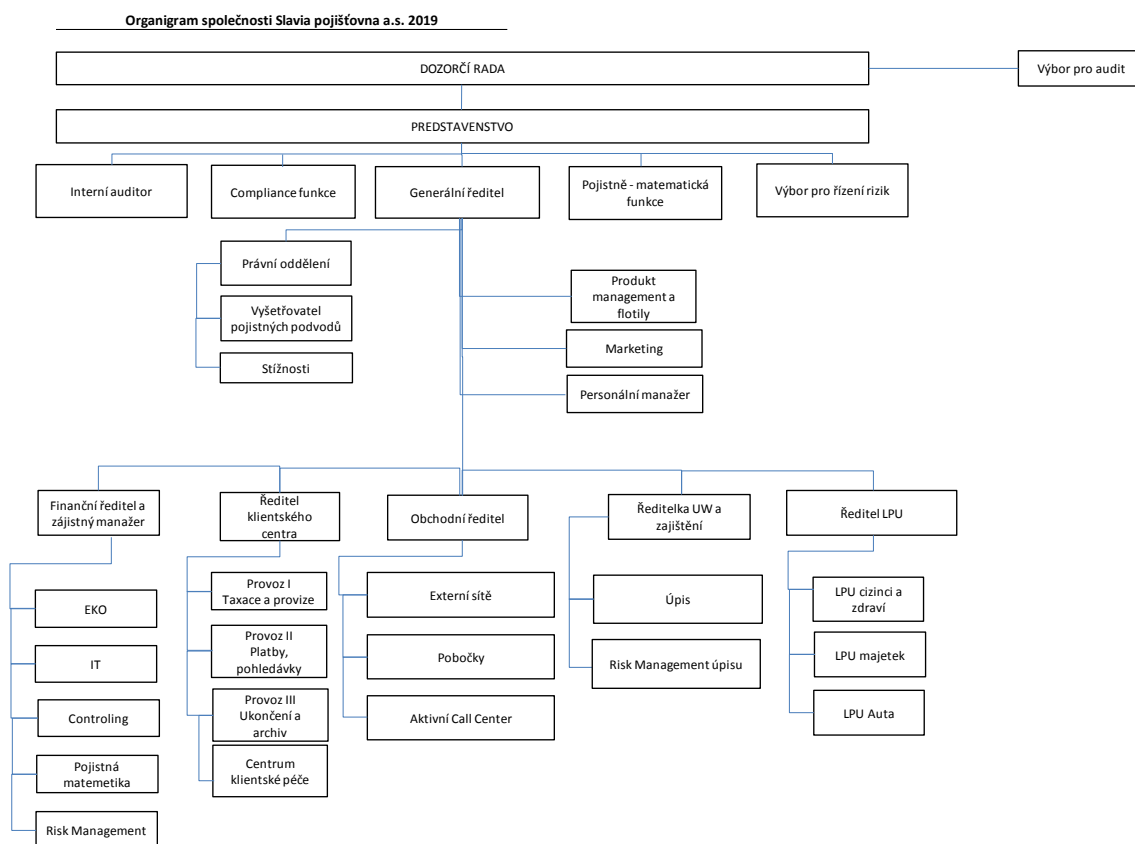 Organigram společnosti Slavia pojišťovna a.s. 2019
DOZORČÍ RADA
Výbor pro audit
PREDSTAVENSTVO
Interní auditor
Compliance funkce
Generální ředitel
Pojistně - matematická
funkce
Výbor pro řízení rizik
Právní oddělení
Vyšetřovatel
pojistných podvodů
Stížnosti
Produkt
management a
flotily
Marketing
Personální manažer
Finanční ředitel a
zájistný manažer
Ředitel
klientského
centra
Obchodní ředitel
Ředitelka UW a
zajištění
Ředitel LPU
EKO
IT
Controling
Pojistná
matemetika
Risk Management
Provoz I
Taxace a provize
Provoz II
Platby,
pohledávky
Provoz III
Ukončení a
archiv
Centrum
klientské péče
Externí sítě
Pobočky
Aktivní Call Center
Úpis
Risk Management úpisu
LPU cizinci a
zdraví
LPU majetek
LPU Auta